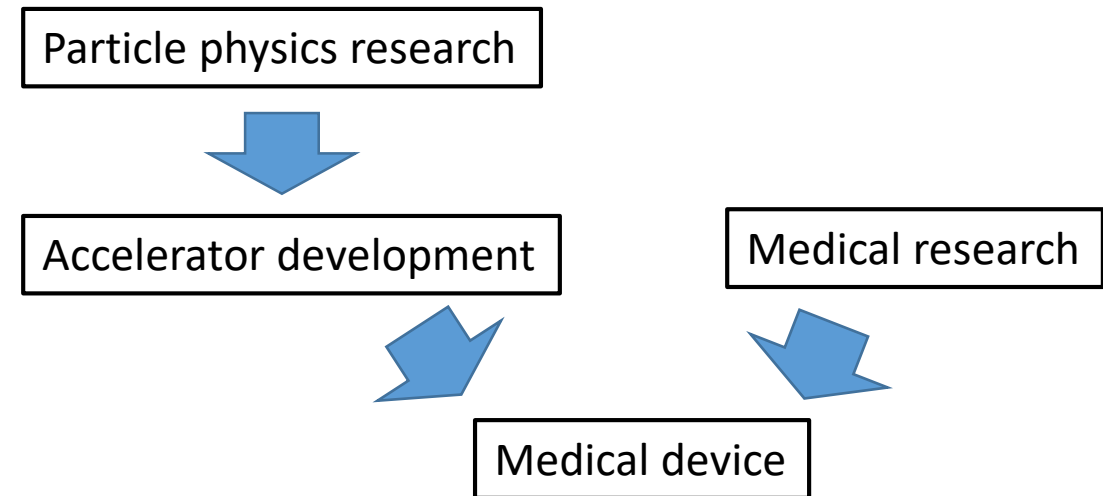 Particle physics research
Accelerator development
Medical research
Medical device